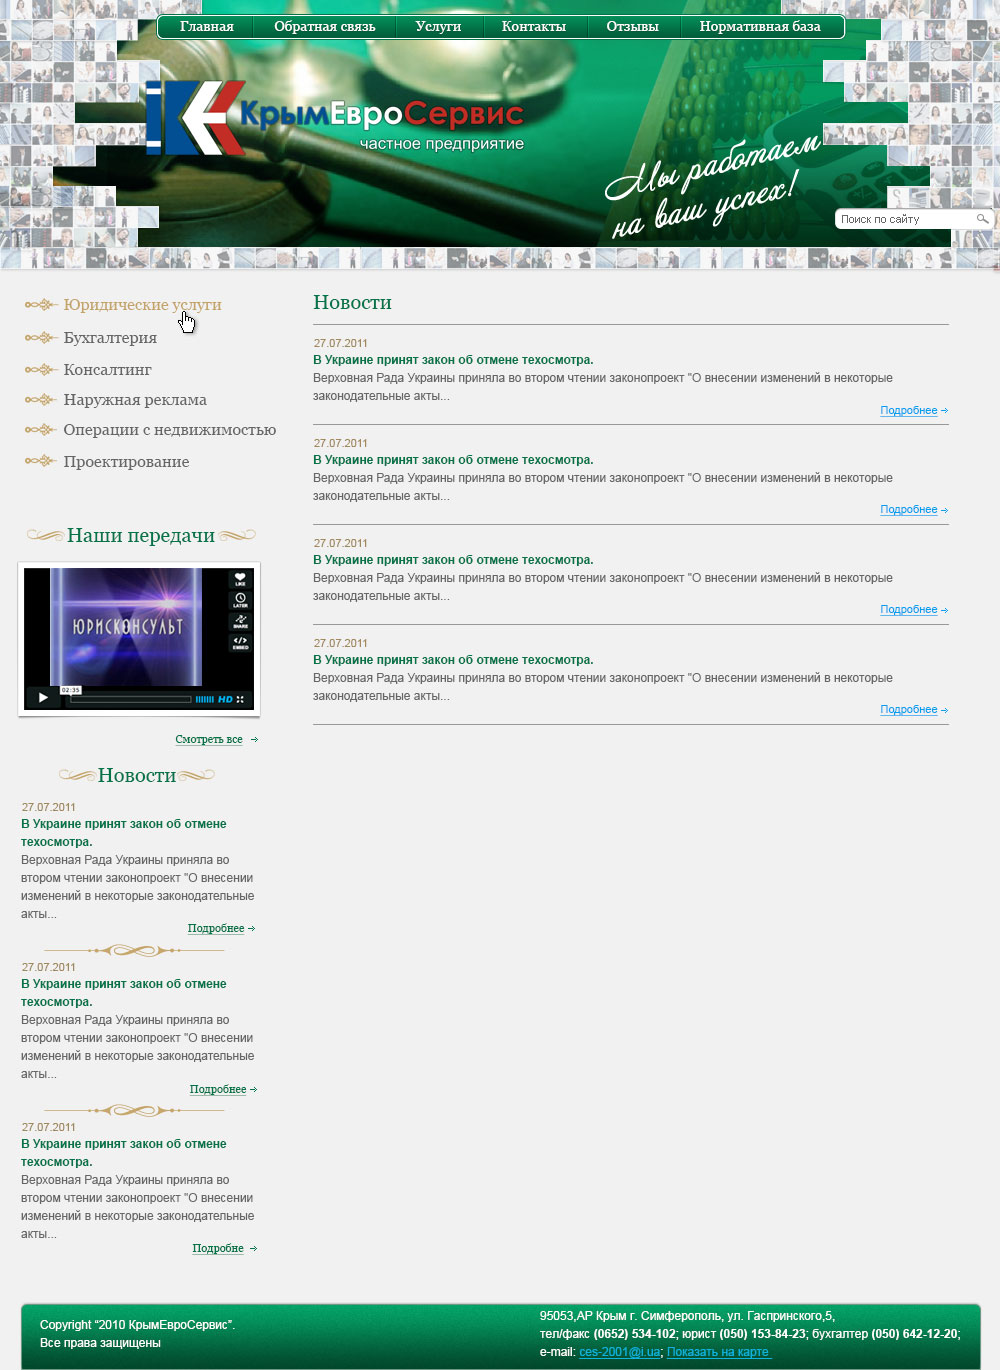 Главная Обратная связь Услуги Контакты Отзывы Нормативная база
КрымЕвроСервис
частное предприятие
Мы работаем
на ваш успех!
Поиск по сайту
Юридические услуги
Бухгалтерия
Консалтинг
Наружная реклама
Операции с недвижимостью
Проектирование
Наши передачи
LIKE
LATER
SHARE
EMBED
ЮРИСКОНСУЛЬТ
02:35
HD
Смотреть все
Новости
27.07.2011
В Украине принят закон об отмене
техосмотра.
Верховная Рада Украины приняла во
втором чтении законопроект "О внесении
изменений в некоторые законодательные
акты...
Подробнее
27.07.2011
В Украине принят закон об отмене
техосмотра.
Верховная Рада Украины приняла во
втором чтении законопроект "О внесении
изменений в некоторые законодательные
акты...
Подробнее
27.07.2011
В Украине принят закон об отмене
техосмотра.
Верховная Рада Украины приняла во
втором чтении законопроект "О внесении
изменений в некоторые законодательные
акты...
Подробне
Новости
27.07.2011
В Украине принят закон об отмене техосмотра.
Верховная Рада Украины приняла во втором чтении законопроект "О внесении изменений в некоторые
законодательные акты...
Подробнее
27.07.2011
В Украине принят закон об отмене техосмотра.
Верховная Рада Украины приняла во втором чтении законопроект "О внесении изменений в некоторые
законодательные акты...
Подробнее
27.07.2011
В Украине принят закон об отмене техосмотра.
Верховная Рада Украины приняла во втором чтении законопроект "О внесении изменений в некоторые
законодательные акты...
Подробнее
27.07.2011
В Украине принят закон об отмене техосмотра.
Верховная Рада Украины приняла во втором чтении законопроект "О внесении изменений в некоторые
законодательные акты...
Подробнее
Copyright “2010 КрымЕвроСервис”.
Все права защищены
95053,АР Крым г. Симферополь, ул. Гаспринского,5,
тел/факс (0652) 534-102; юрист (050) 153-84-23; бухгалтер (050) 642-12-20;
e-mail: ces-2001@i.ua; Показать на карте